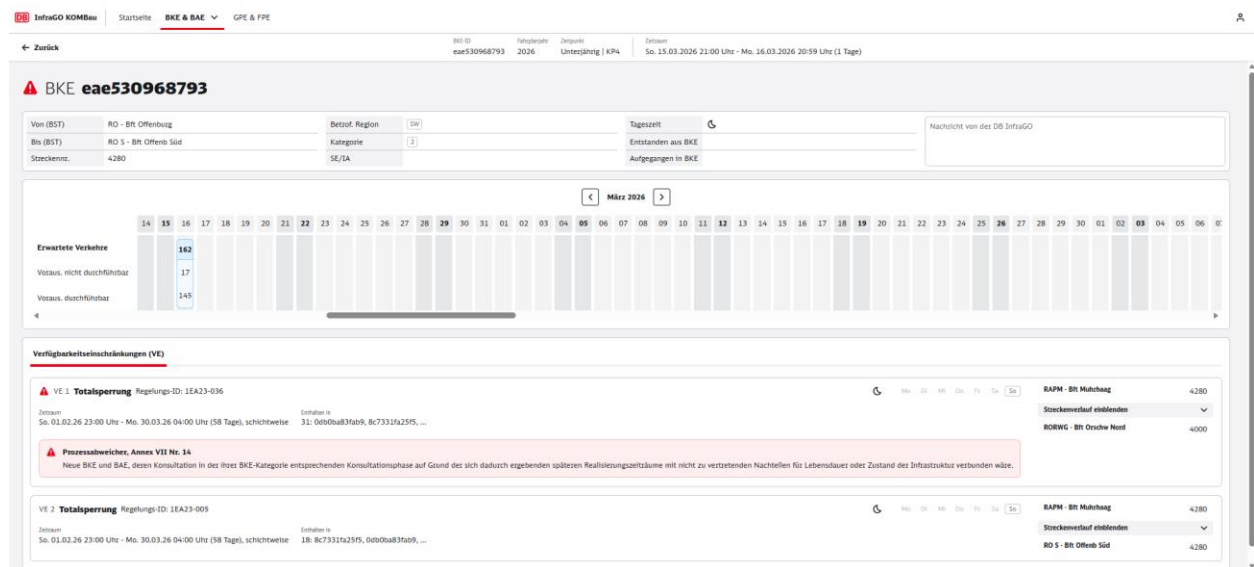 DB InfraGO KOMBau Startseite BKE & BAE GPE & FPE
← Zurück
BKE-ID Fahrplanjahr Zeitpunkt Zeitraum
eae530968793 2026 Unterjährig | KP4 So. 15.03.2026 21:00 Uhr - Mo. 16.03.2026 20:59 Uhr (1 Tage)
BKE eae530968793
Von (BST) RO - Bft Offenburg Betrof. Region SW Tageszeit Nachricht von der DB InfraGO
Bis (BST) RO S - Bft Offenb Süd Kategorie 2 Entstanden aus BKE
Streckennr. 4280 SE/IA Aufgegangen in BKE
< März 2026 >
14 15 16 17 18 19 20 21 22 23 24 25 26 27 28 29 30 31 01 02 03 04 05 06 07 08 09 10 11 12 13 14 15 16 17 18 19 20 21 22 23 24 25 26 27 28 29 30 01 02 03 04 05 06
Erwartete Verkehre 162
Voraus. nicht durchführbar 17
Voraus. durchführbar 145
Verfügbarkeitseinschränkungen (VE)
VE 1 Totalsperrung Regelungs-ID: 1EA23-036 Mo Di Mi Do Fr Sa So RAPM - Bft Muhrhaag 4280
Zeitraum Enthalten in Streckenverlauf einblenden
So. 01.02.26 23:00 Uhr - Mo. 30.03.26 04:00 Uhr (58 Tage), schichtweise 31: 0db0ba83fab9, 8c7331fa25f5, ... RORWG - Bft Orschw Nord 4000
Prozessabweicher, Annex VII Nr. 14
Neue BKE und BAE, deren Konsultation in der ihrer BKE-Kategorie entsprechenden Konsultationsphase auf Grund der sich dadurch ergebenden späteren Realisierungszeiträume mit nicht zu vertretenden Nachteilen für Lebensdauer oder Zustand der Infrastruktur verbunden wäre.
VE 2 Totalsperrung Regelungs-ID: 1EA23-005 Mo Di Mi Do Fr Sa So RAPM - Bft Muhrhaag 4280
Zeitraum Enthalten in Streckenverlauf einblenden
So. 01.02.26 23:00 Uhr - Mo. 30.03.26 04:00 Uhr (58 Tage), schichtweise 18: 8c7331fa25f5, 0db0ba83fab9, ... RO S - Bft Offenb Süd 4280